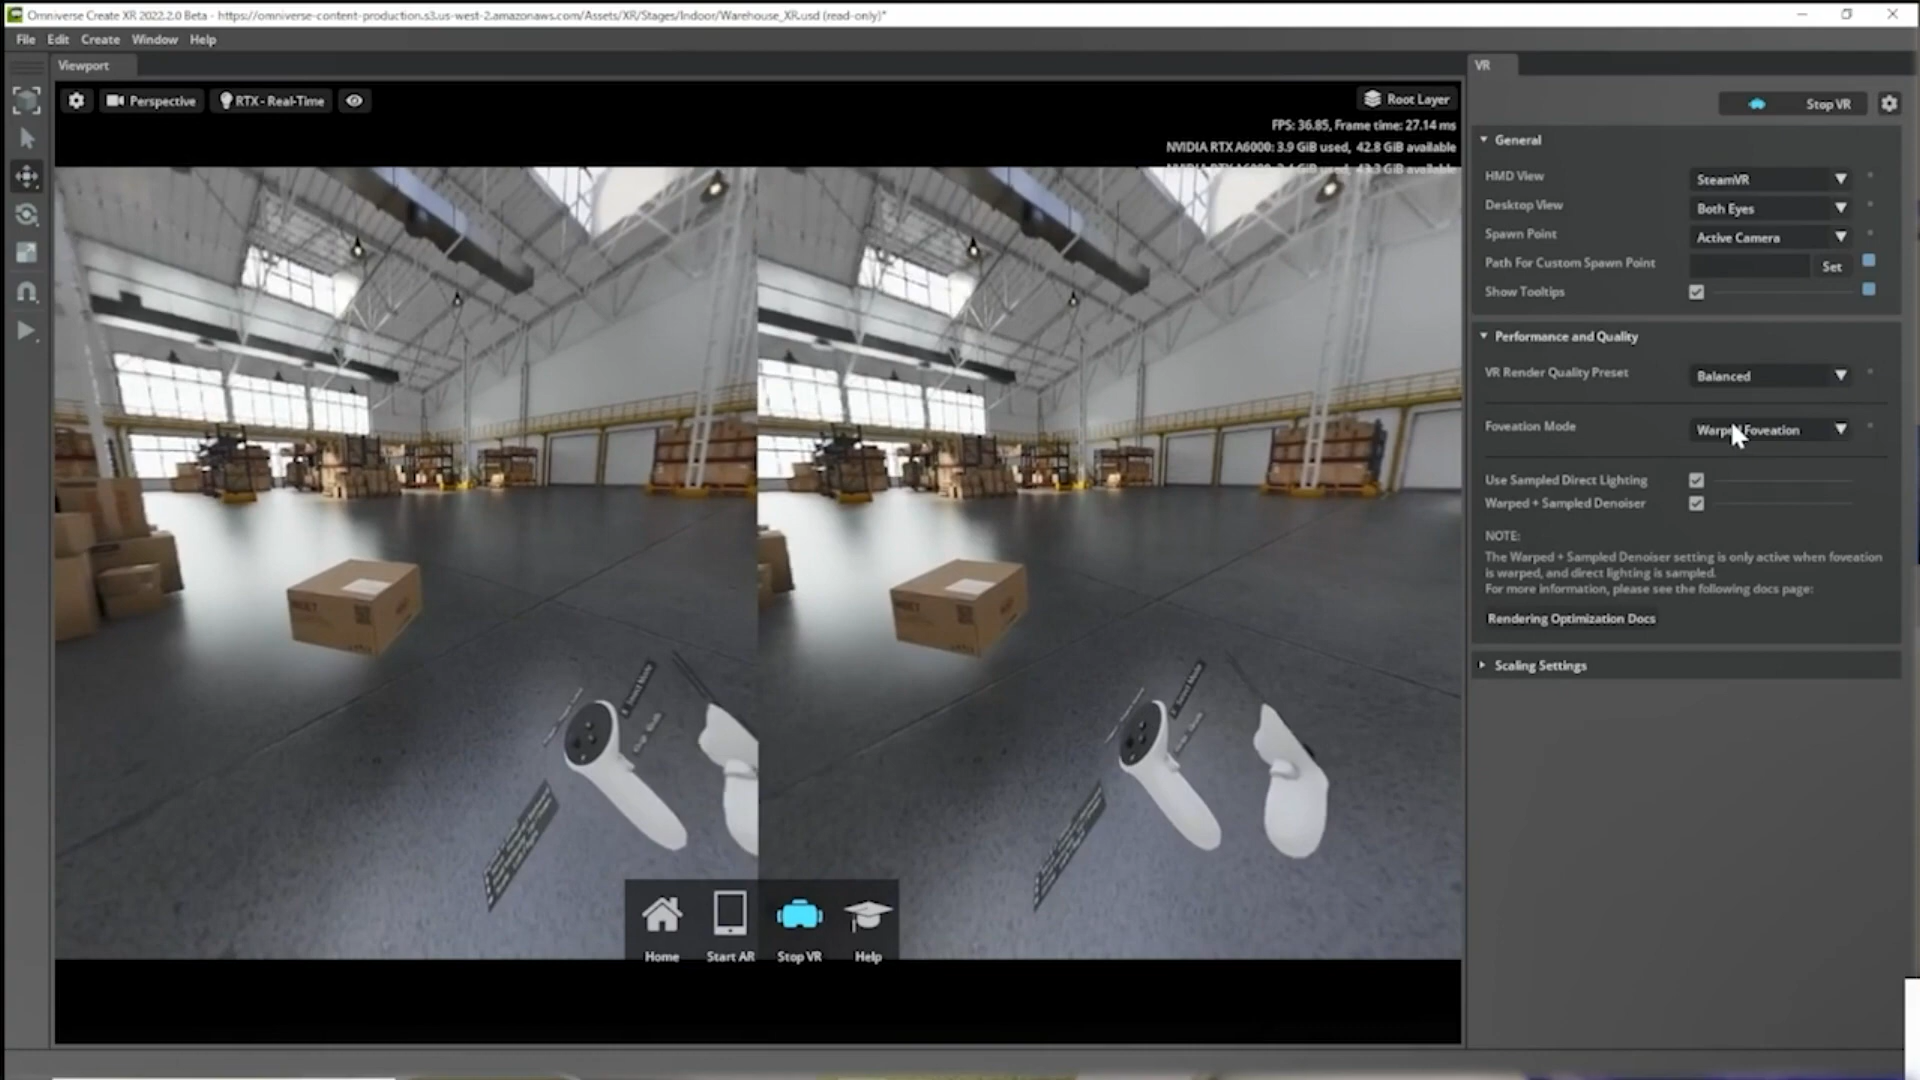 Omniverse Create XR 2022.2.0 Beta - https://omniverse-content-production.s3.us-west-2.amazonaws.com/Assets/XR/Stages/Indoor/Warehouse_XR.usd (read-only)*
File Edit Create Window Help
Viewport
Perspective
RTX - Real-Time
Root Layer
FPS: 36.85, Frame time: 27.14 ms
NVIDIA RTX A6000: 3.9 GiB used, 42.8 GiB available
GiB used, 43.3 GiB available
Home
Start AR
Stop VR
Help
VR
Stop VR
General
HMD View SteamVR
Desktop View Both Eyes
Spawn Point Active Camera
Path For Custom Spawn Point Set
Show Tooltips
Performance and Quality
VR Render Quality Preset Balanced
Foveation Mode Warped Foveation
Use Sampled Direct Lighting
Warped + Sampled Denoiser
NOTE:
The Warped + Sampled Denoiser setting is only active when foveation
is warped, and direct lighting is sampled.
For more information, please see the following docs page:
Rendering Optimization Docs
Scaling Settings